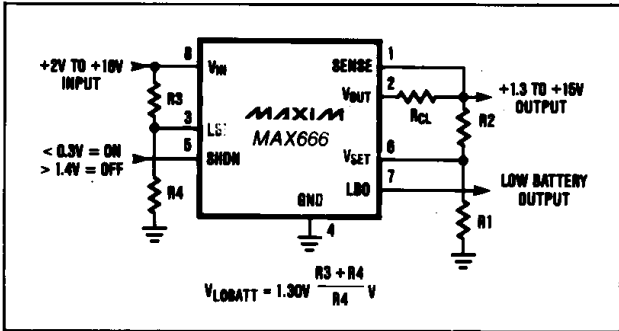 8
1
+2V TO +16V
INPUT
VIN
SENSE
2
VOUT
RCL
+1.3 TO +15V
OUTPUT
R3
R2
3
MAXIM
MAX666
< 0.3V = ON
> 1.4V = OFF
5
SHDN
VSET
6
R4
LBO
7
LOW BATTERY
OUTPUT
GND
4
R1
VLOBATT = 1.30V R3 + R4
R4 V